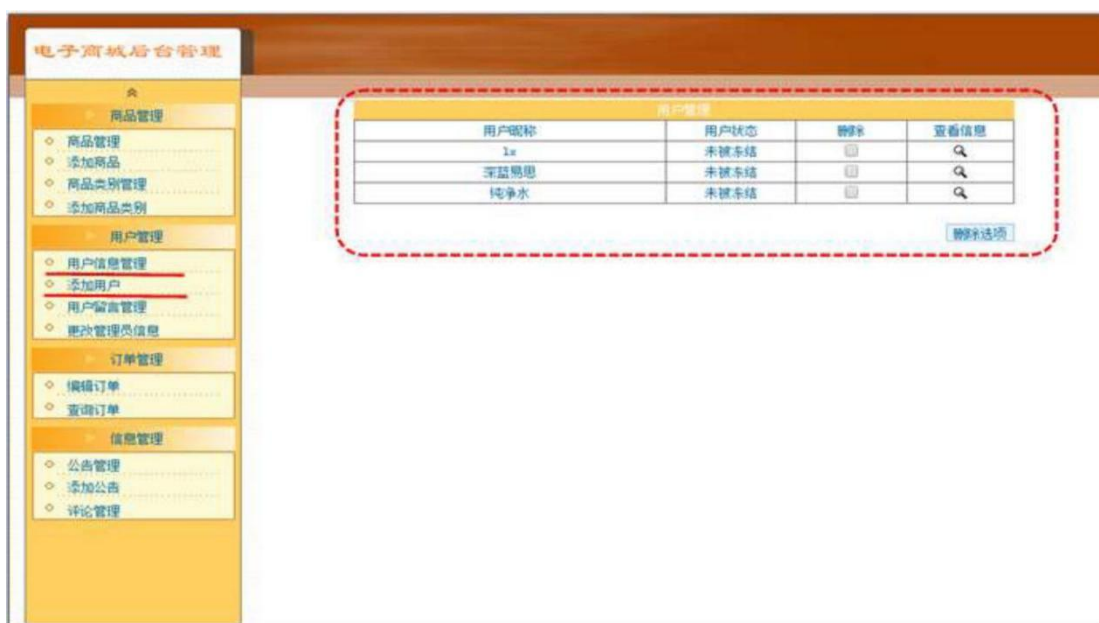 电子商城后台管理
商品管理
商品管理
添加商品
商品类别管理
添加商品类别
用户管理
用户信息管理
添加用户
用户留言管理
更改管理员信息
订单管理
编辑订单
查询订单
信息管理
公告管理
添加公告
评论管理
用户管理
用户昵称 用户状态 删除 查看信息
1x 未被冻结
深蓝易思 未被冻结
纯净水 未被冻结
删除选项